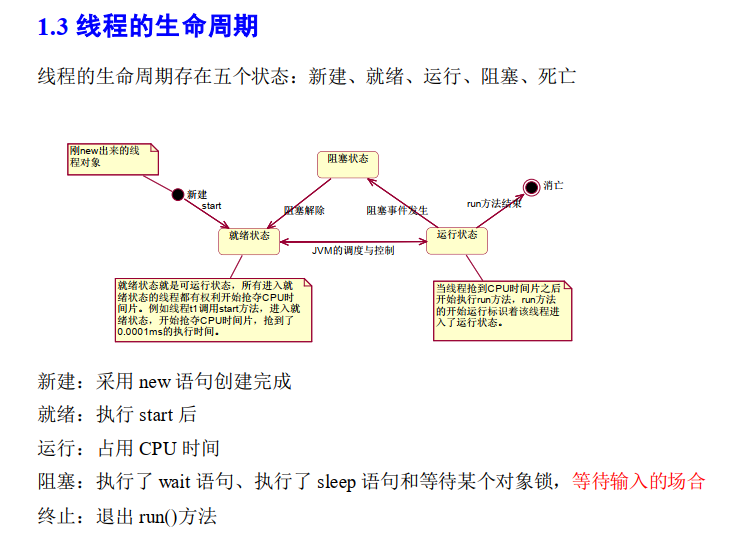 1.3 线程的生命周期
线程的生命周期存在五个状态：新建、就绪、运行、阻塞、死亡
刚new出来的线
程对象
阻塞状态
新建
消亡
start
阻塞解除
阻塞事件发生
run方法结束
就绪状态
运行状态
JVM的调度与控制
就绪状态就是可运行状态，所有进入就
绪状态的线程都有权利开始抢夺CPU时
间片。例如线程t1调用start方法，进入就
绪状态，开始抢夺CPU时间片，抢到了
0.0001ms的执行时间。
当线程抢到CPU时间片之后
开始执行run方法，run方法
的开始运行标识着该线程进
入了运行状态。
新建：采用 new 语句创建完成
就绪：执行 start 后
运行：占用 CPU 时间
阻塞：执行了 wait 语句、执行了 sleep 语句和等待某个对象锁，等待输入的场合
终止：退出 run()方法